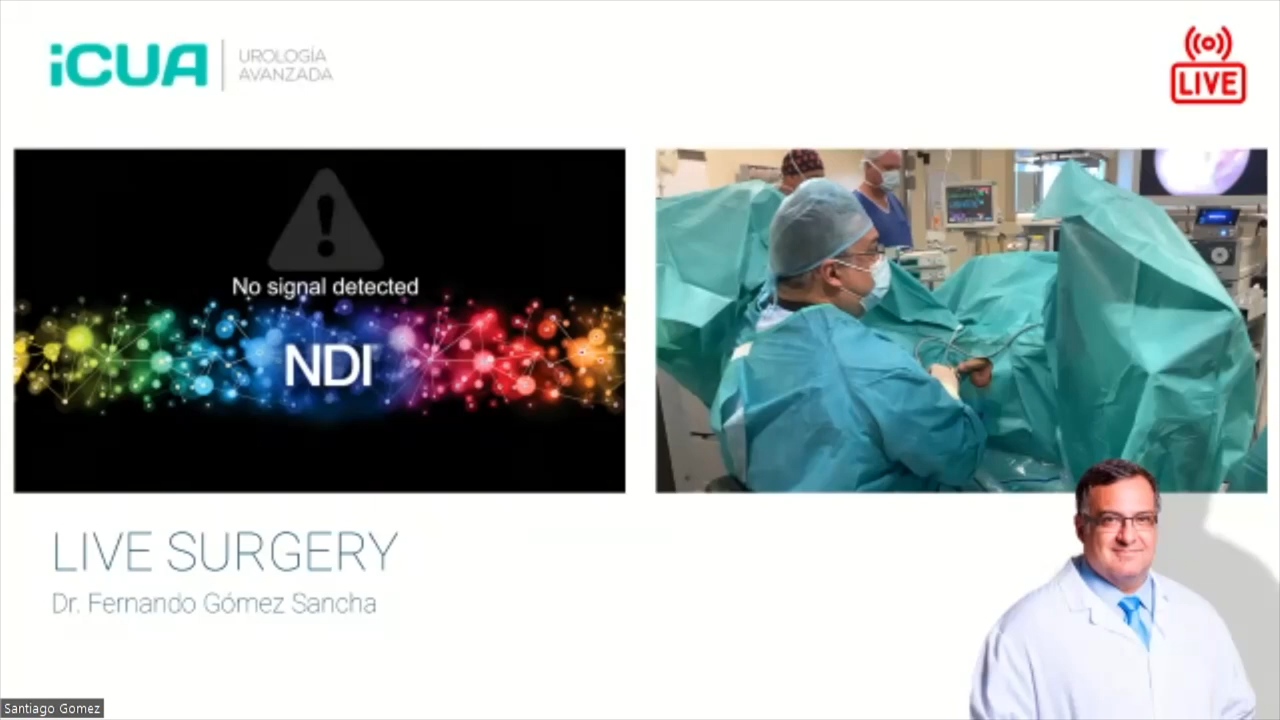 iCUA
UROLOGÍA
AVANZADA
LIVE
No signal detected
NDI
LIVE SURGERY
Dr. Fernando Gómez Sancha
Santiago Gomez